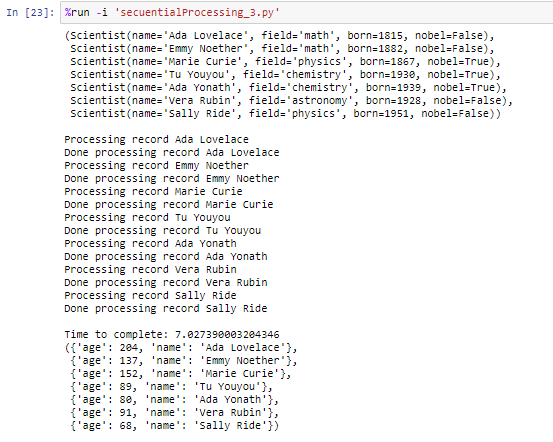 In [23]: %run -i 'secuentialProcessing_3.py'
(Scientist(name='Ada Lovelace', field='math', born=1815, nobel=False),
Scientist(name='Emmy Noether', field='math', born=1882, nobel=False),
Scientist(name='Marie Curie', field='physics', born=1867, nobel=True),
Scientist(name='Tu Youyou', field='chemistry', born=1930, nobel=True),
Scientist(name='Ada Yonath', field='chemistry', born=1939, nobel=True),
Scientist(name='Vera Rubin', field='astronomy', born=1928, nobel=False),
Scientist(name='Sally Ride', field='physics', born=1951, nobel=False))
Processing record Ada Lovelace
Done processing record Ada Lovelace
Processing record Emmy Noether
Done processing record Emmy Noether
Processing record Marie Curie
Done processing record Marie Curie
Processing record Tu Youyou
Done processing record Tu Youyou
Processing record Ada Yonath
Done processing record Ada Yonath
Processing record Vera Rubin
Done processing record Vera Rubin
Processing record Sally Ride
Done processing record Sally Ride
Time to complete: 7.027390003204346
({'age': 204, 'name': 'Ada Lovelace'},
{'age': 137, 'name': 'Emmy Noether'},
{'age': 152, 'name': 'Marie Curie'},
{'age': 89, 'name': 'Tu Youyou'},
{'age': 80, 'name': 'Ada Yonath'},
{'age': 91, 'name': 'Vera Rubin'},
{'age': 68, 'name': 'Sally Ride'})